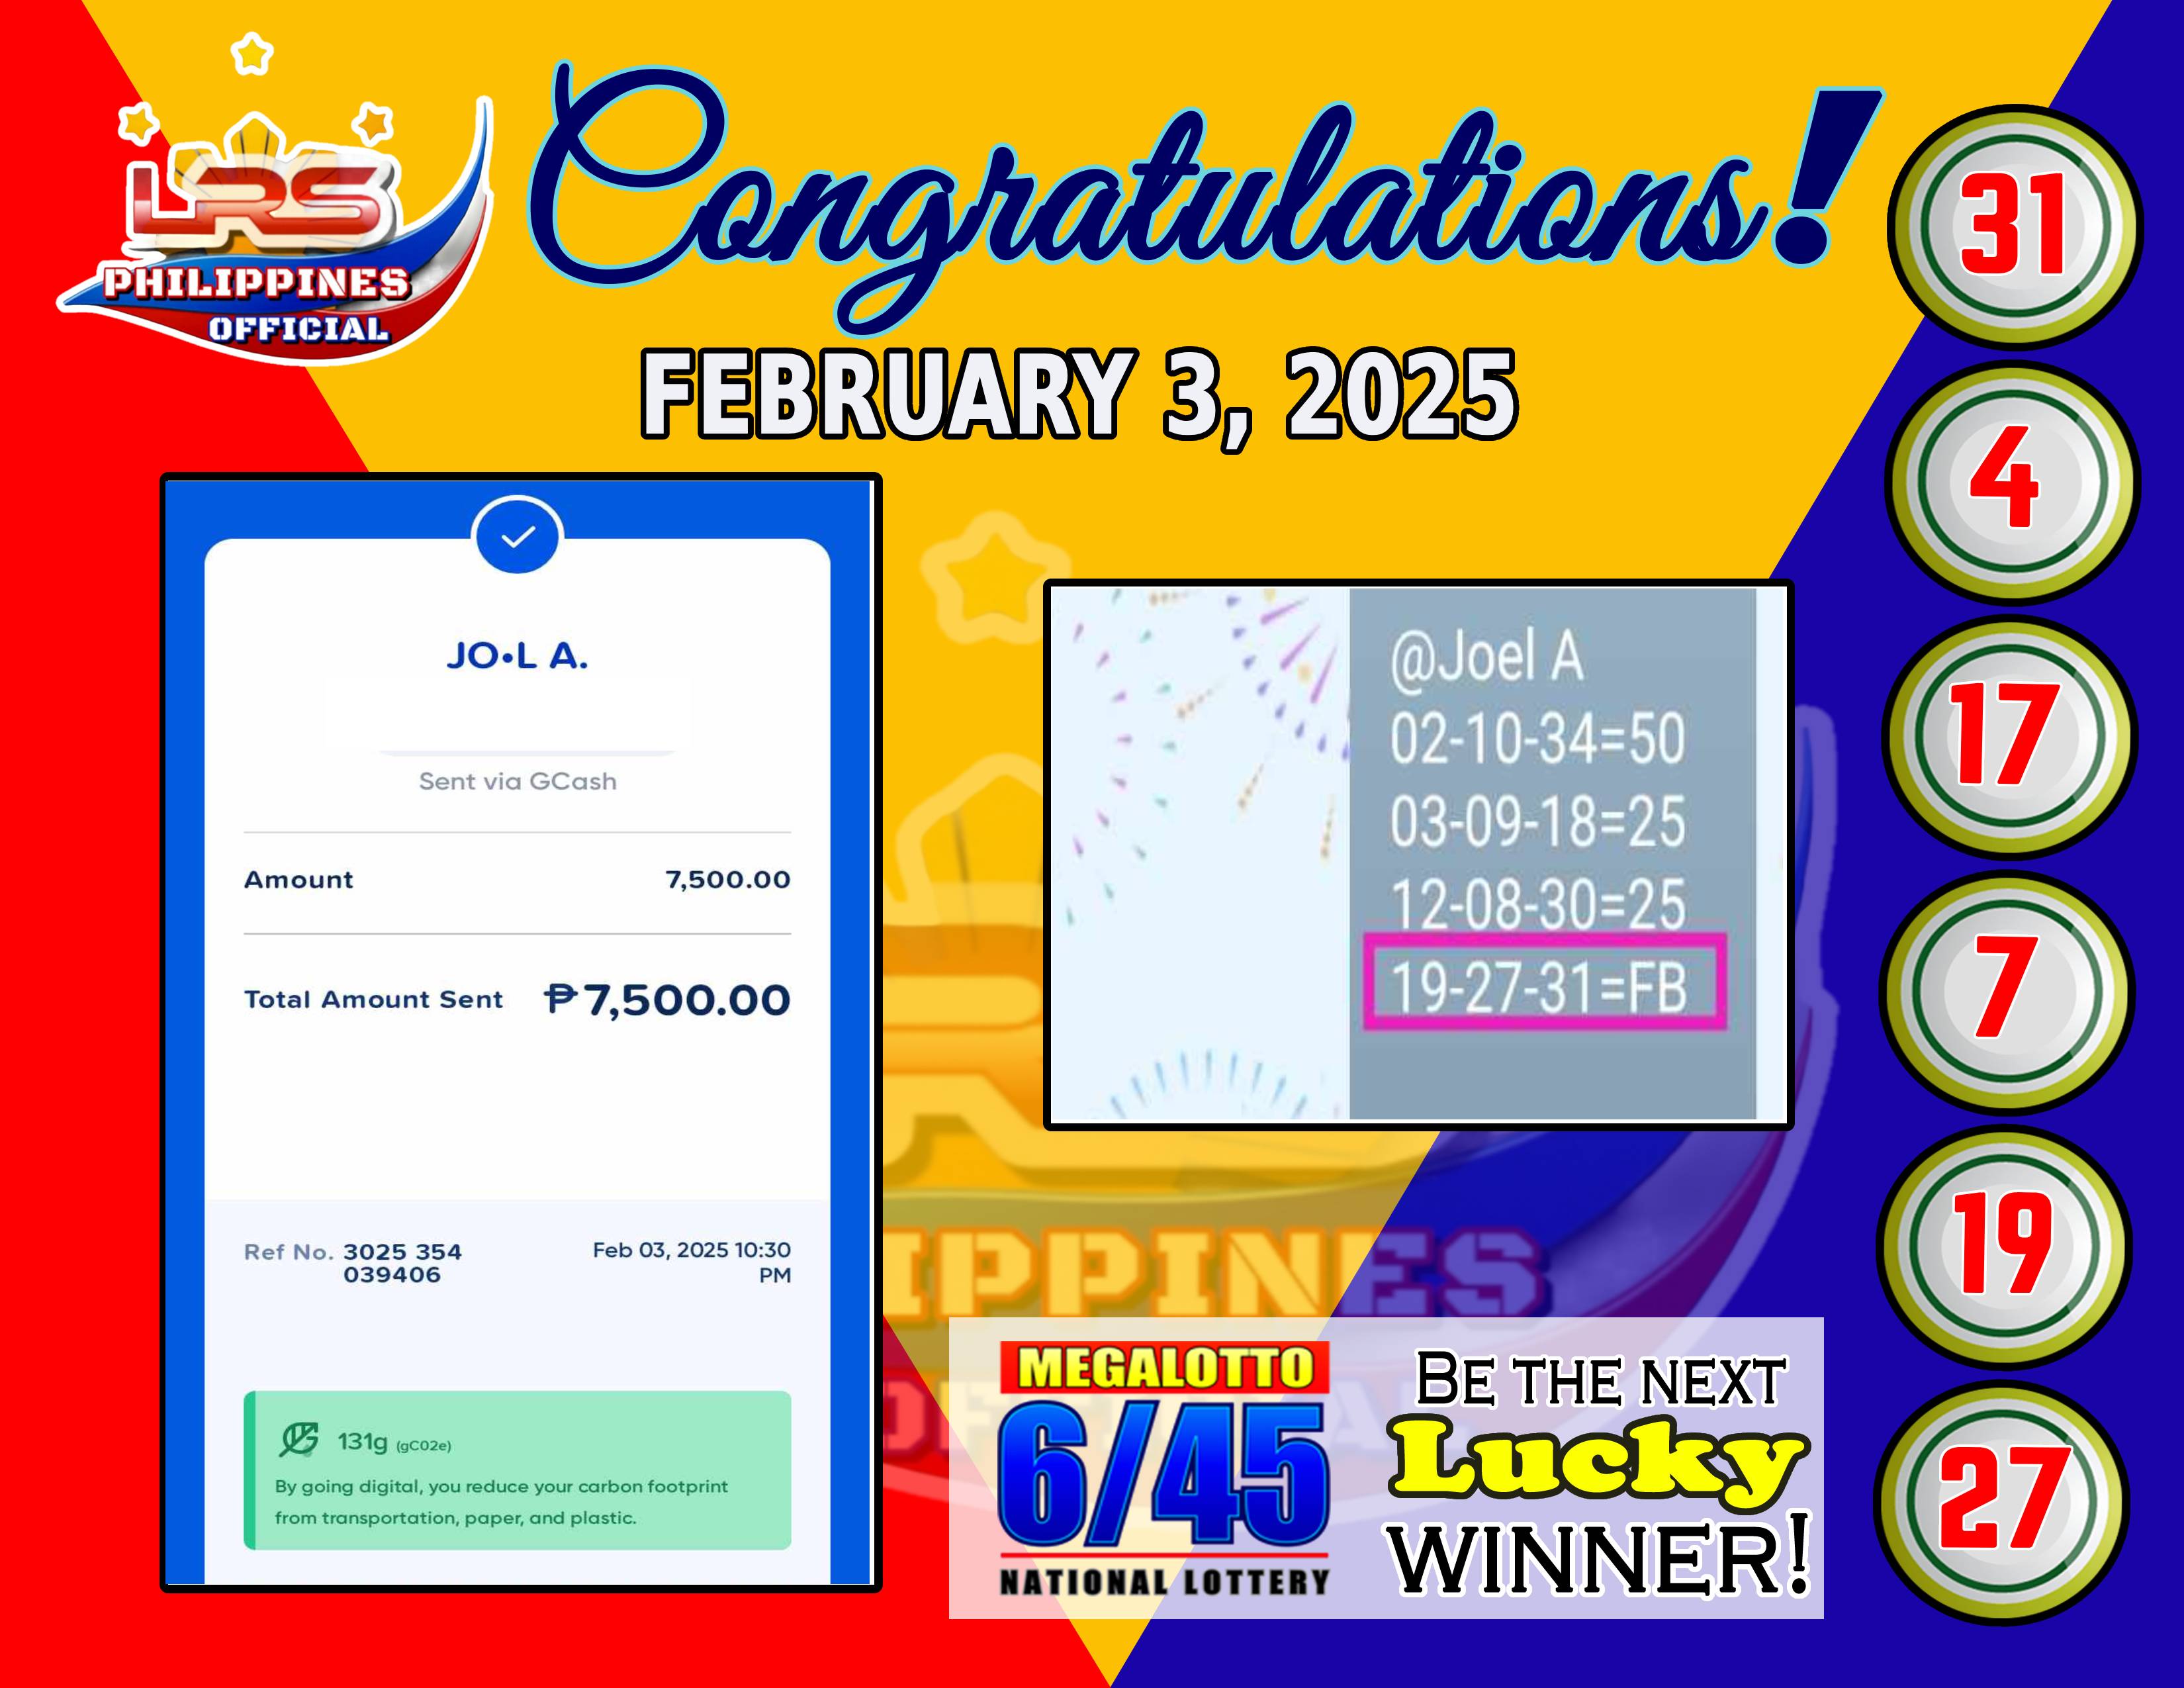 LRS
PHILIPPINES
OFFICIAL
Congratulations!
FEBRUARY 3, 2025
JO•L A.
Sent via GCash
Amount 7,500.00
Total Amount Sent ₱7,500.00
Ref No. 3025 354
039406
Feb 03, 2025 10:30
PM
131g (gC02e)
By going digital, you reduce your carbon footprint
from transportation, paper, and plastic.
@Joel A
02-10-34=50
03-09-18=25
12-08-30=25
19-27-31=FB
MEGALOTTO
6/45
NATIONAL LOTTERY
BE THE NEXT
Lucky
WINNER!
31
4
17
7
19
27